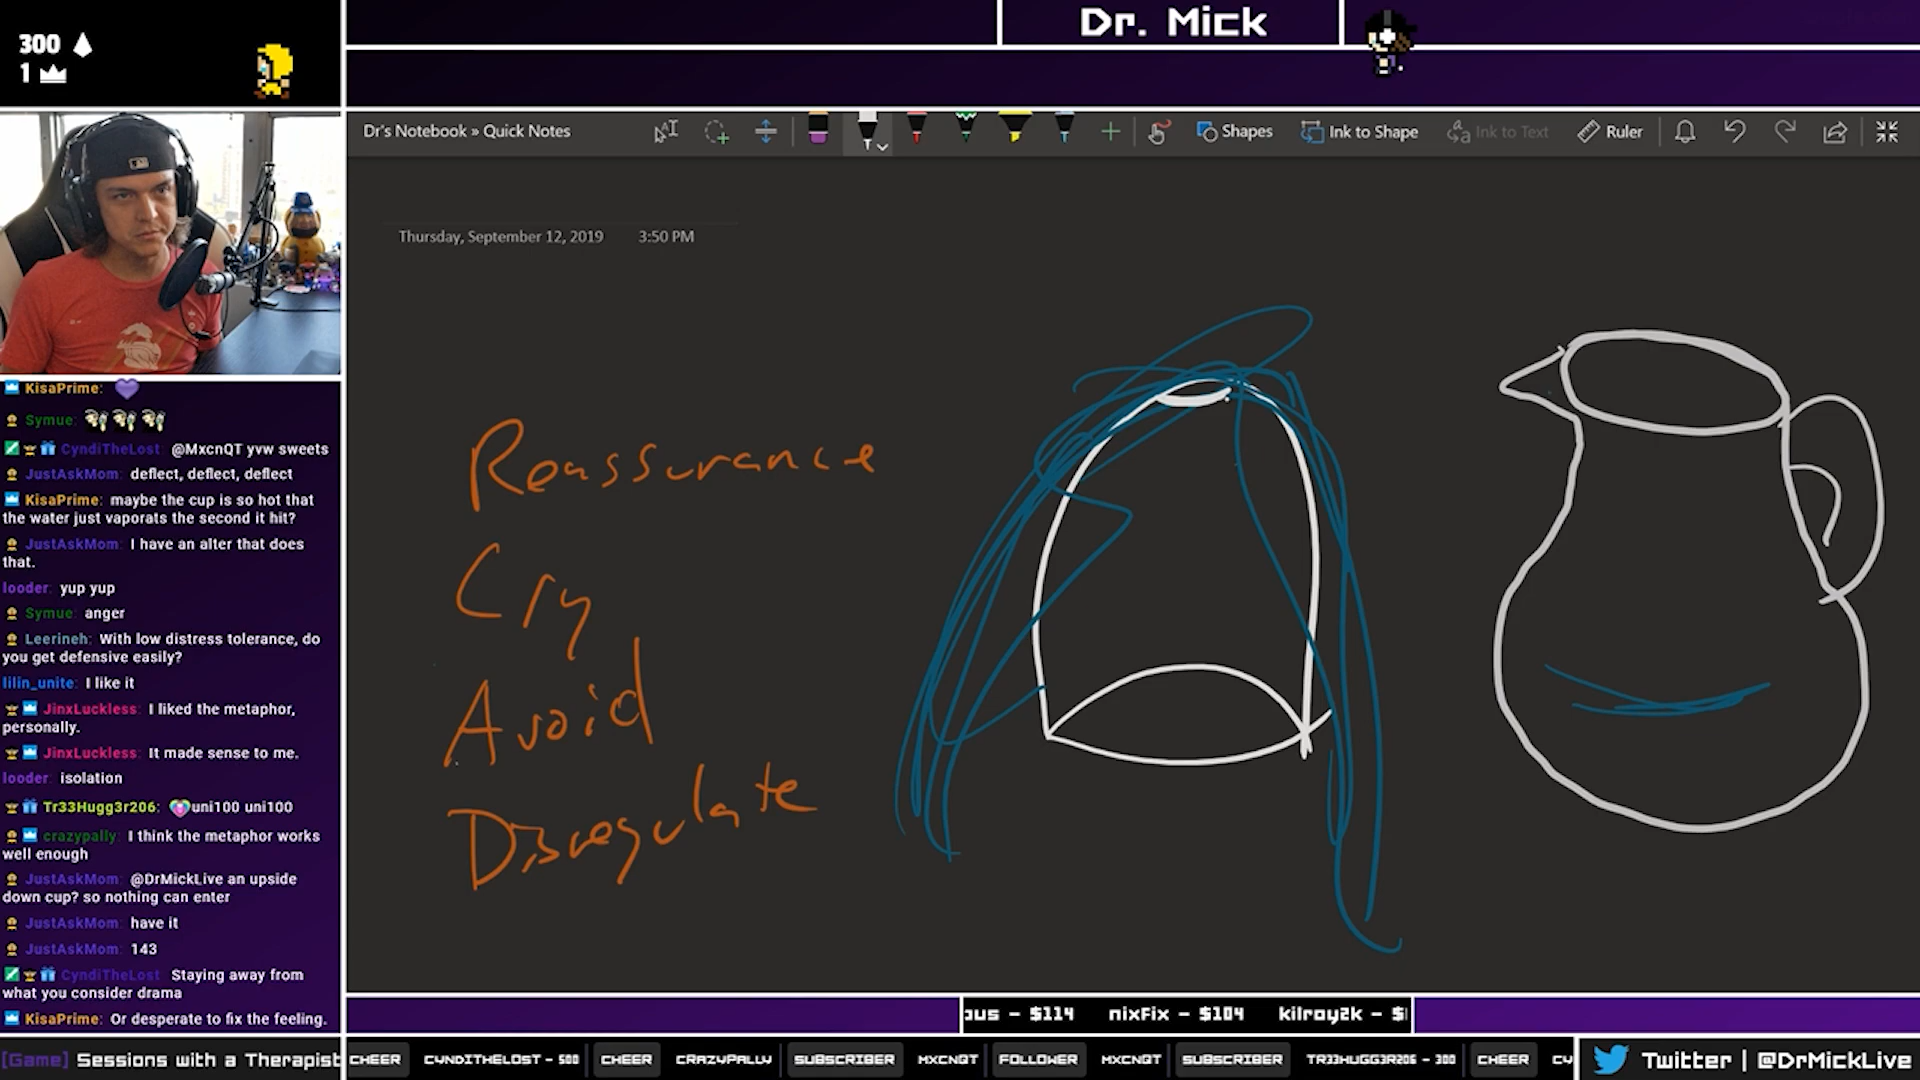 Dr. Mick
300
1
Dr's Notebook » Quick Notes
Shapes
Ink to Shape
Ink to Text
Ruler
Thursday, September 12, 2019 3:50 PM
Reassurance
Cry
Avoid
Disregulate
KisaPrime:
Symue:
CyndiTheLost: @MxcnQT yvw sweets
JustAskMom: deflect, deflect, deflect
KisaPrime: maybe the cup is so hot that
the water just vaporats the second it hit?
JustAskMom: I have an alter that does
that.
looder: yup yup
Symue: anger
Leerineh: With low distress tolerance, do
you get defensive easily?
lilin_unite: I like it
JinxLuckless: I liked the metaphor,
personally.
JinxLuckless: It made sense to me.
looder: isolation
Tr33Hugg3r206: uni100 uni100
crazypally: I think the metaphor works
well enough
JustAskMom: @DrMickLive an upside
down cup? so nothing can enter
JustAskMom: have it
JustAskMom: 143
CyndiTheLost: Staying away from
what you consider drama
KisaPrime: Or desperate to fix the feeling.
ous - $114 nixFix - $104 kilroy2k - $
[Game] Sessions with a Therapist
CHEER CYNDITHELOST - 500 CHEER CRAZYPALLY SUBSCRIBER MXCNQT FOLLOWER MXCNQT SUBSCRIBER TR33HUGG3R206 - 300 CHEER CY
Twitter | @DrMickLive